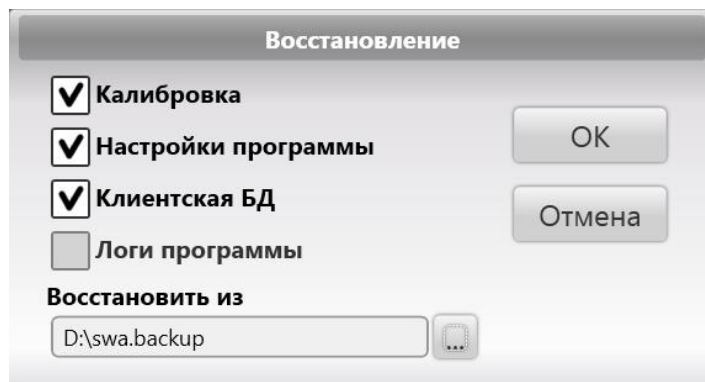 Восстановление
Калибровка
Настройки программы
Клиентская БД
Логи программы
OK
Отмена
Восстановить из
D:\swa.backup
...